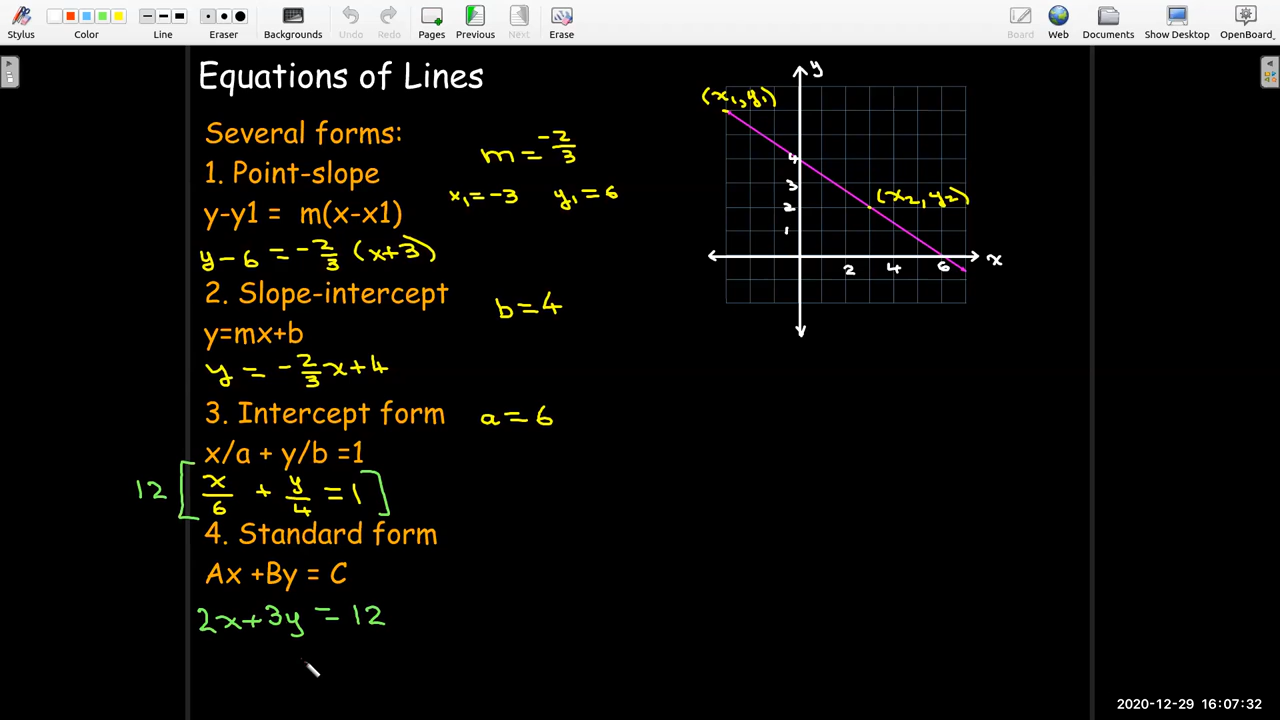 Stylus Color Line Eraser Backgrounds Undo Redo Pages Previous Next Erase Board Web Documents Show Desktop OpenBoard
Equations of Lines
Several forms:
1. Point-slope
y-y1 = m(x-x1)
y-6 = -2/3 (x+3)
m = -2/3
x₁ = -3 y₁ = 6
2. Slope-intercept
y=mx+b
y = -2/3 x+4
b = 4
3. Intercept form
x/a + y/b =1
12 [x/6 + y/4 = 1]
a = 6
4. Standard form
Ax +By = C
2x+3y = 12
y
(x₁,y₁)
4
3
(x₂,y₂)
2
1
x
2 4 6
2020-12-29 16:07:32